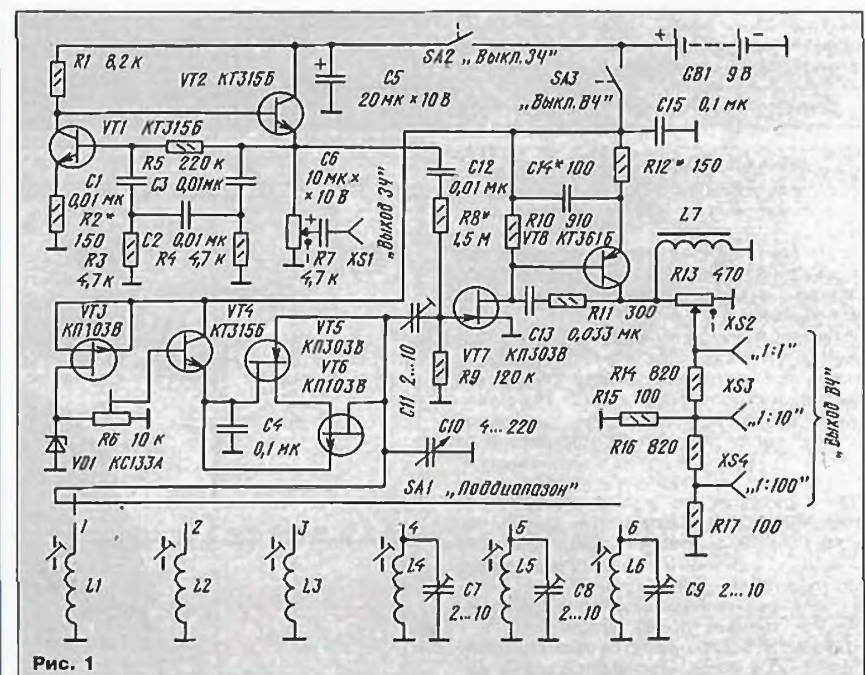 R1 8,2 к
VT2 КТ315Б
+
C5
20 мк × 10 В
SA2 „Выкл. ЗЧ"
SA3
„Выкл. ВЧ"
+
-
GB1 9 В
C15 0,1 мк
VT1 КТ315Б
R5 220 к
C1
0,01 мк
C3 0,01 мк
R2*
150
R3
4,7 к
C2 0,01 мк
R4 4,7 к
C6
10 мк ×
× 10 В
+
R7
4,7 к
XS1
„Выход ЗЧ"
C12
0,01 мк
R8*
1,5 М
C14* 100
R10 910
VT8 КТ361Б
R12* 150
L7
R13 470
R11 300
C13 0,033 мк
VT7 КП303В
R9 120 к
C11 2...10
C10 4...220
VT3
КП103В
VT4
КТ315Б
VT5
КП303В
VT6
КП103В
R6 10 к
VD1 КС133А
C4
0,1 мк
XS2
„1:1"
R14 820
XS3
R15 100
„1:10"
R16 820
XS4
„1:100"
R17 100
„Выход ВЧ"
SA1 „Поддиапазон"
1
2
3
4
5
6
L1
L2
L3
L4
C7
2...10
L5
C8
2...10
L6
C9 2...10
Рис. 1